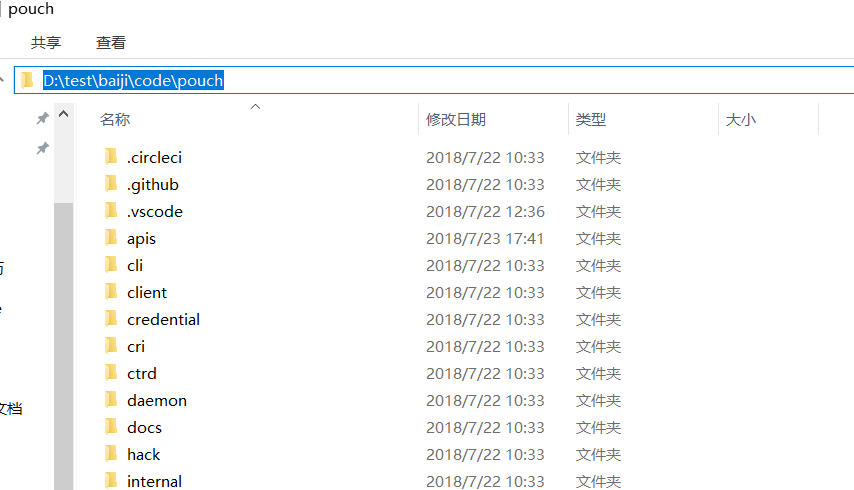 pouch
共享 查看
D:\test\baiji\code\pouch
名称 修改日期 类型 大小
.circleci 2018/7/22 10:33 文件夹
.github 2018/7/22 10:33 文件夹
.vscode 2018/7/22 12:36 文件夹
apis 2018/7/23 17:41 文件夹
cli 2018/7/22 10:33 文件夹
client 2018/7/22 10:33 文件夹
credential 2018/7/22 10:33 文件夹
cri 2018/7/22 10:33 文件夹
ctrd 2018/7/22 10:33 文件夹
文档
daemon 2018/7/22 10:33 文件夹
docs 2018/7/22 10:33 文件夹
hack 2018/7/22 10:33 文件夹
internal 2018/7/22 10:33 文件夹